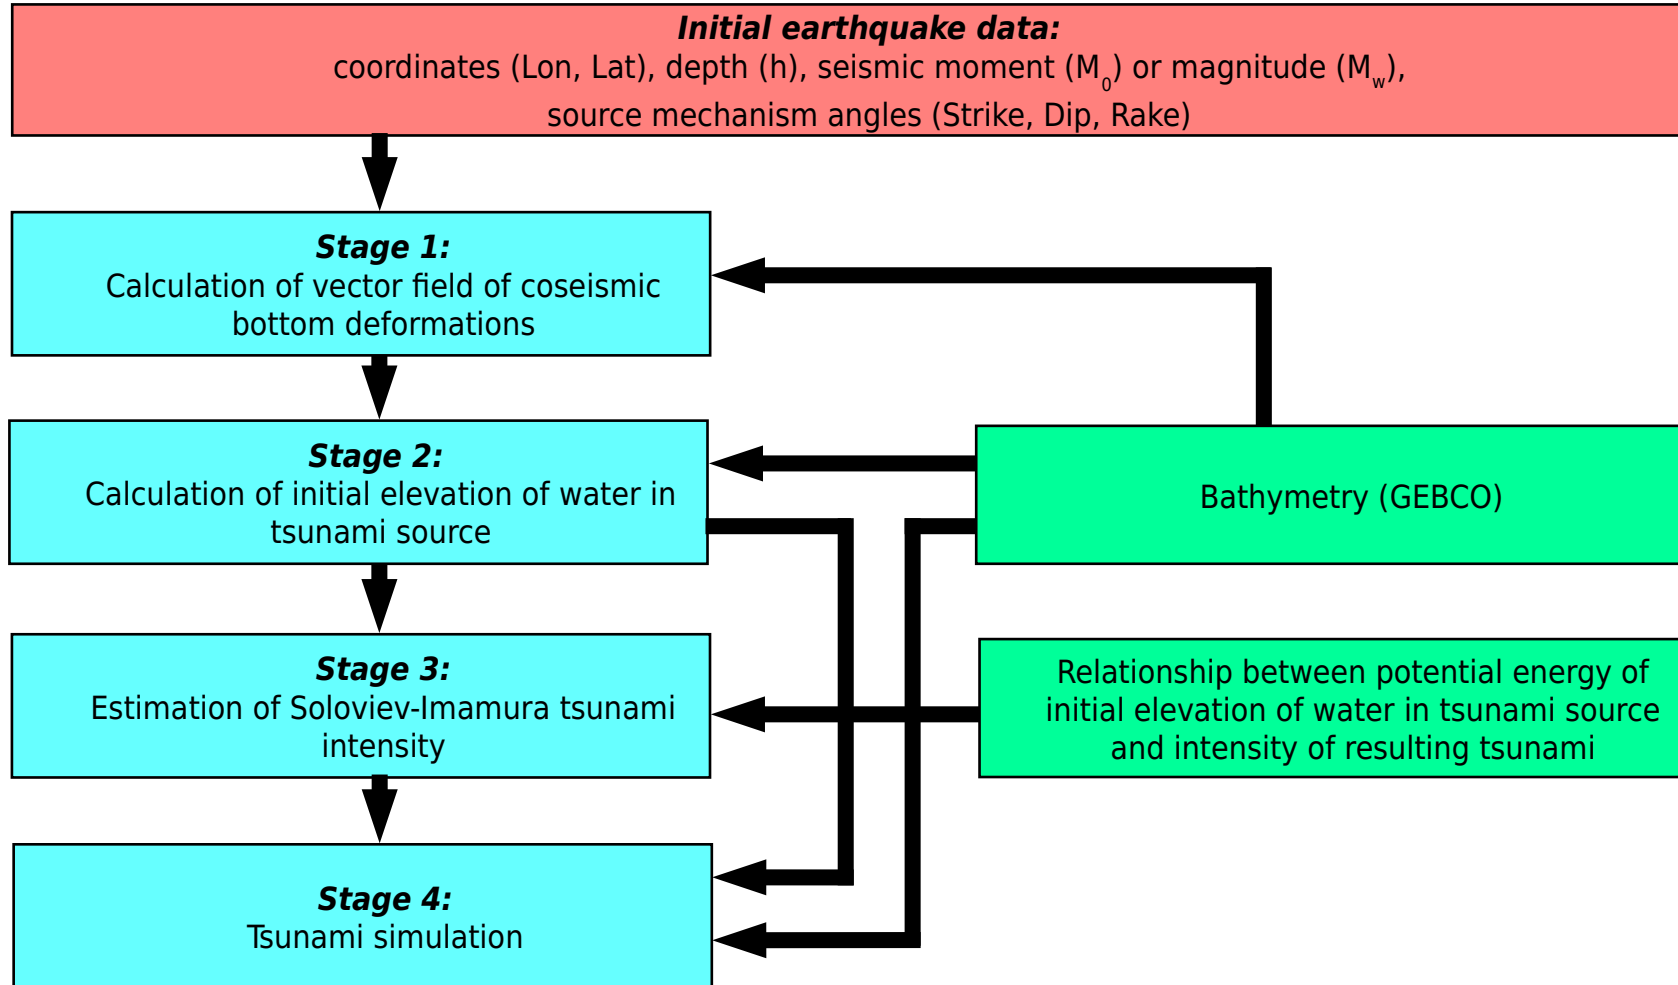 Initial earthquake data:
coordinates (Lon, Lat), depth (h), seismic moment (M₀) or magnitude (M_w),
source mechanism angles (Strike, Dip, Rake)
Stage 1:
Calculation of vector field of coseismic
bottom deformations
Stage 2:
Calculation of initial elevation of water in
tsunami source
Bathymetry (GEBCO)
Stage 3:
Estimation of Soloviev-Imamura tsunami
intensity
Relationship between potential energy of
initial elevation of water in tsunami source
and intensity of resulting tsunami
Stage 4:
Tsunami simulation